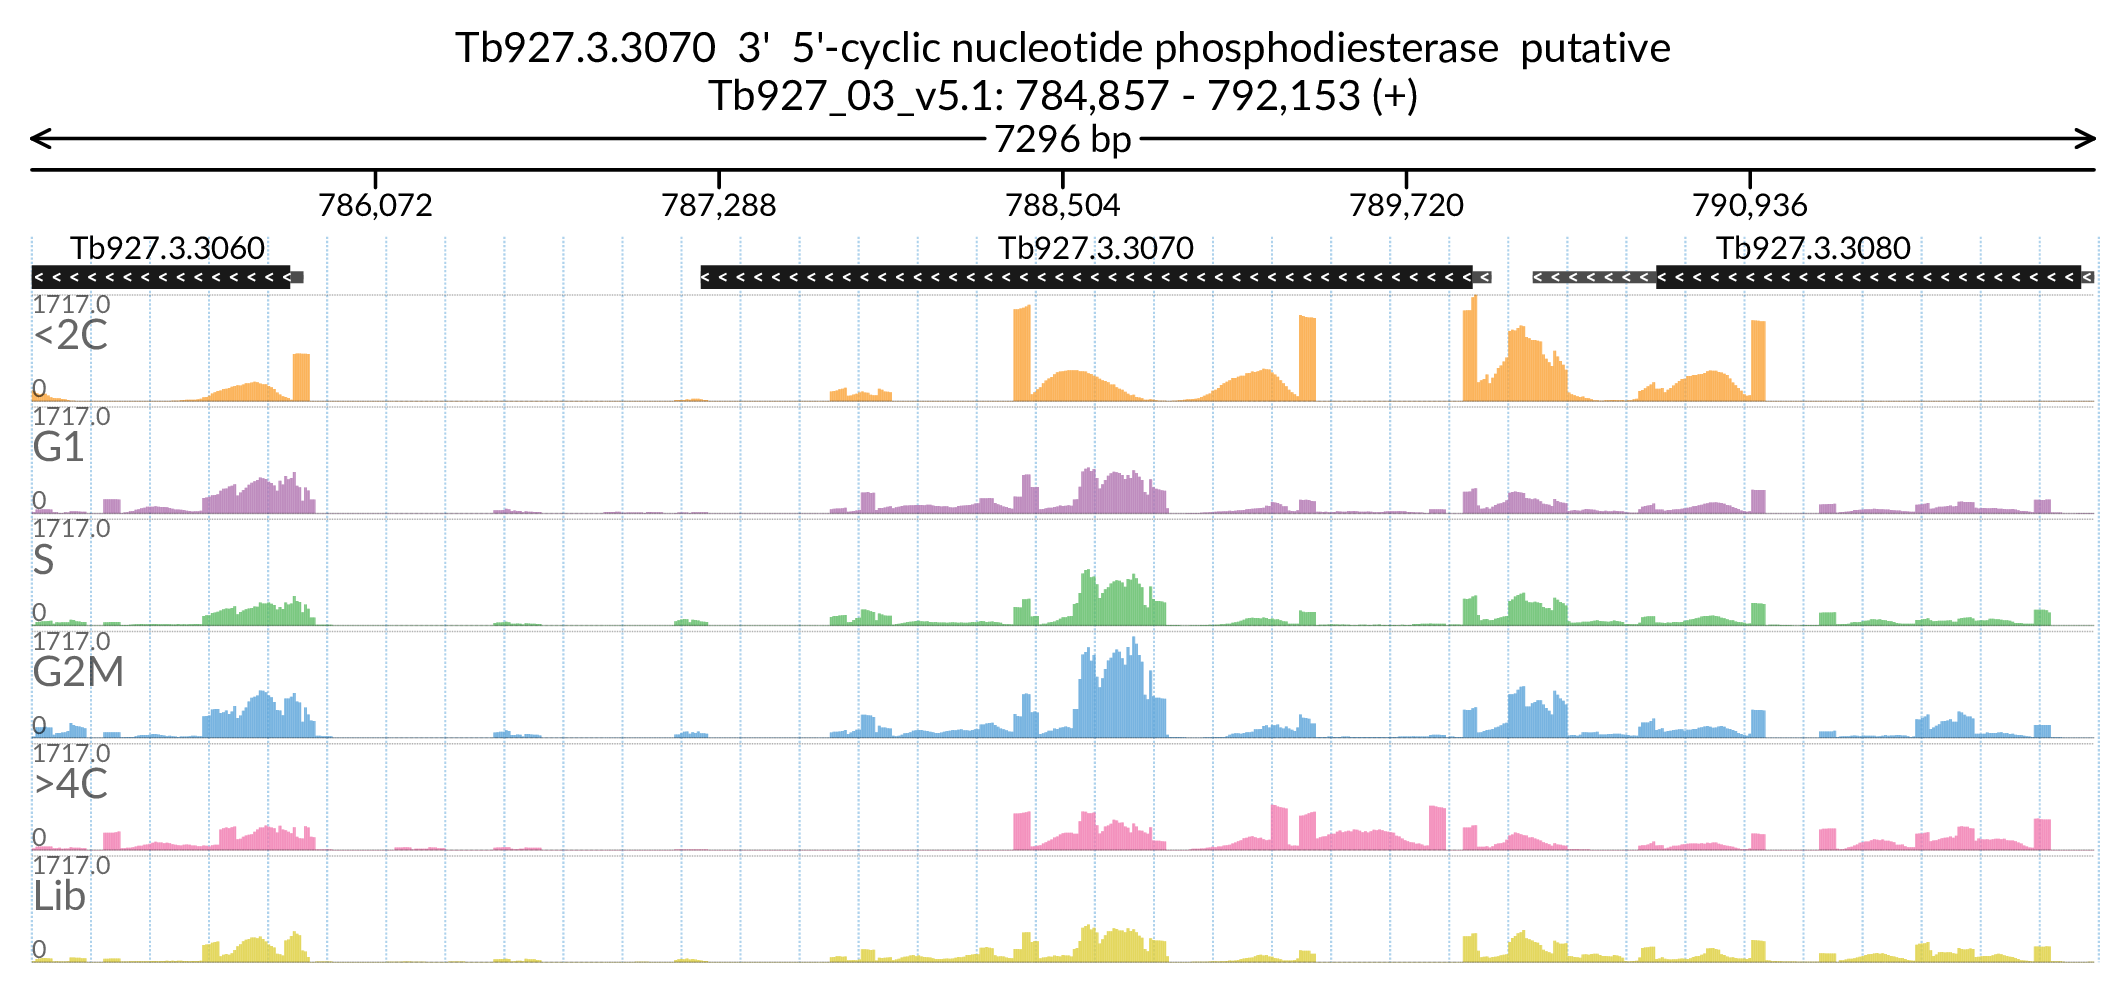 Tb927.3.3070 3' 5'-cyclic nucleotide phosphodiesterase putative
Tb927_03_v5.1: 784,857 - 792,153 (+)
7296 bp
786,072 787,288 788,504 789,720 790,936
Tb927.3.3060 Tb927.3.3070 Tb927.3.3080
1717.0
<2C
0
1717.0
G1
0
1717.0
S
0
1717.0
G2M
0
1717.0
>4C
0
1717.0
Lib
0